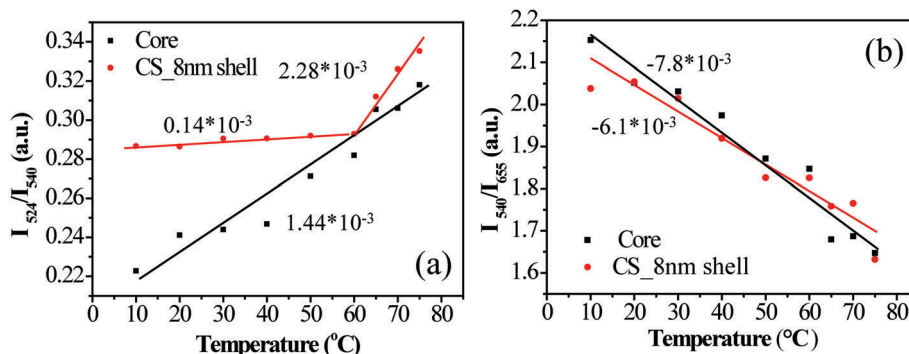 I 524/I540 (a.u.)
0.34
0.32
0.30
0.28
0.26
0.24
0.22
Core
CS_8nm shell
2.28*10-3
0.14*10-3
1.44*10-3
(a)
0 10 20 30 40 50 60 70 80
Temperature (oC)
I 540/I655 (a.u.)
2.2
2.1
2.0
1.9
1.8
1.7
1.6
(b)
-7.8*10-3
-6.1*10-3
Core
CS_8nm shell
0 10 20 30 40 50 60 70 80
Temperature (°C)